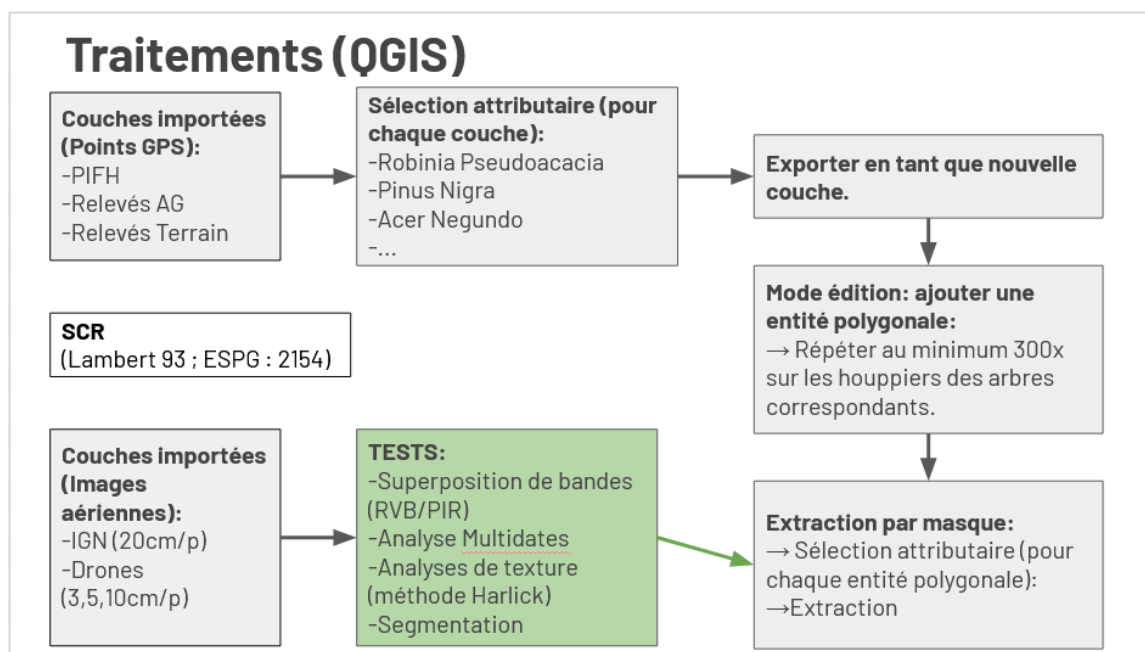 Traitements (QGIS)
Couches importées
(Points GPS):
-PIFH
-Relevés AG
-Relevés Terrain
Sélection attributaire (pour
chaque couche):
-Robinia Pseudoacacia
-Pinus Nigra
-Acer Negundo
-...
Exporter en tant que nouvelle
couche.
Mode édition: ajouter une
entité polygonale:
→ Répéter au minimum 300x
sur les houppiers des arbres
correspondants.
SCR
(Lambert 93 ; ESPG : 2154)
Couches importées
(Images
aériennes):
-IGN (20cm/p)
-Drones
(3,5,10cm/p)
TESTS:
-Superposition de bandes
(RVB/PIR)
-Analyse Multidates
-Analyses de texture
(méthode Harlick)
-Segmentation
Extraction par masque:
→ Sélection attributaire (pour
chaque entité polygonale):
→Extraction